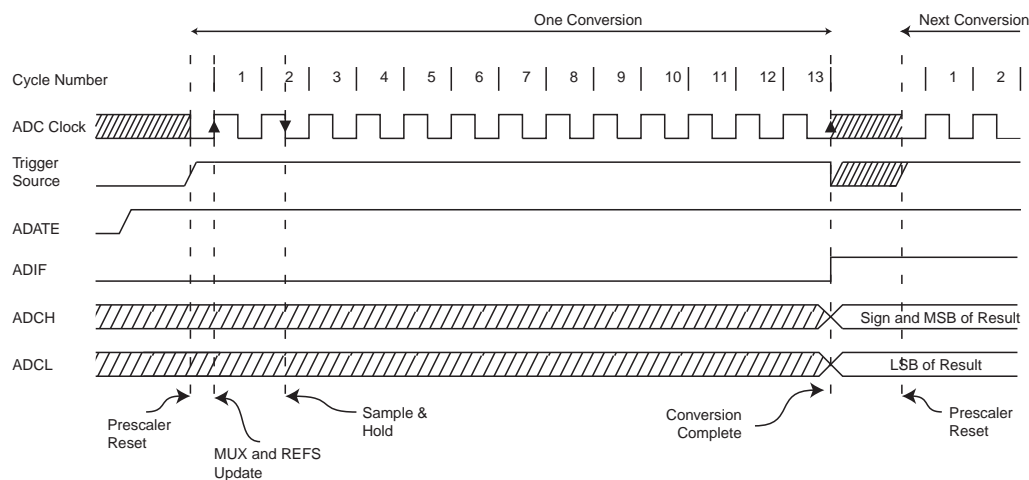 One Conversion
Next Conversion
Cycle Number
1 2 3 4 5 6 7 8 9 10 11 12 13 1 2
ADC Clock
Trigger
Source
ADATE
ADIF
ADCH
Sign and MSB of Result
ADCL
LSB of Result
Prescaler
Reset
MUX and REFS
Update
Sample &
Hold
Conversion
Complete
Prescaler
Reset